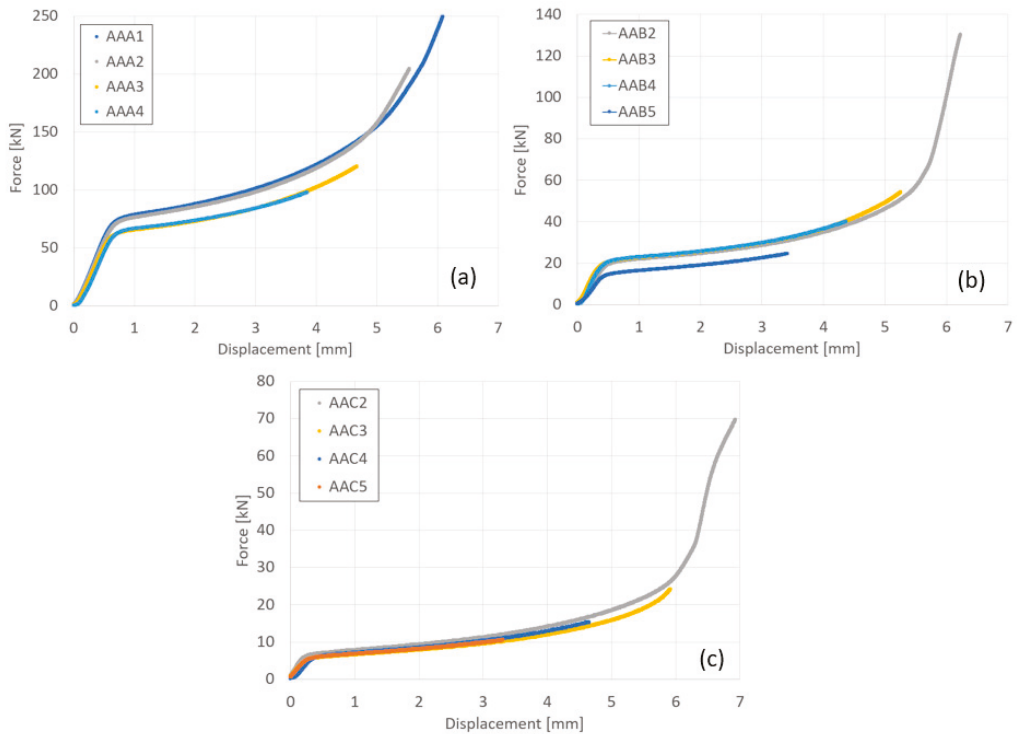 250
200
150
100
50
0
Force [kN]
AAA1
AAA2
AAA3
AAA4
(a)
0 1 2 3 4 5 6 7
Displacement [mm]
140
120
100
80
60
40
20
0
Force [kN]
AAB2
AAB3
AAB4
AAB5
(b)
0 1 2 3 4 5 6 7
Displacement [mm]
80
70
60
50
40
30
20
10
0
Force [kN]
AAC2
AAC3
AAC4
AAC5
(c)
0 1 2 3 4 5 6 7
Displacement [mm]